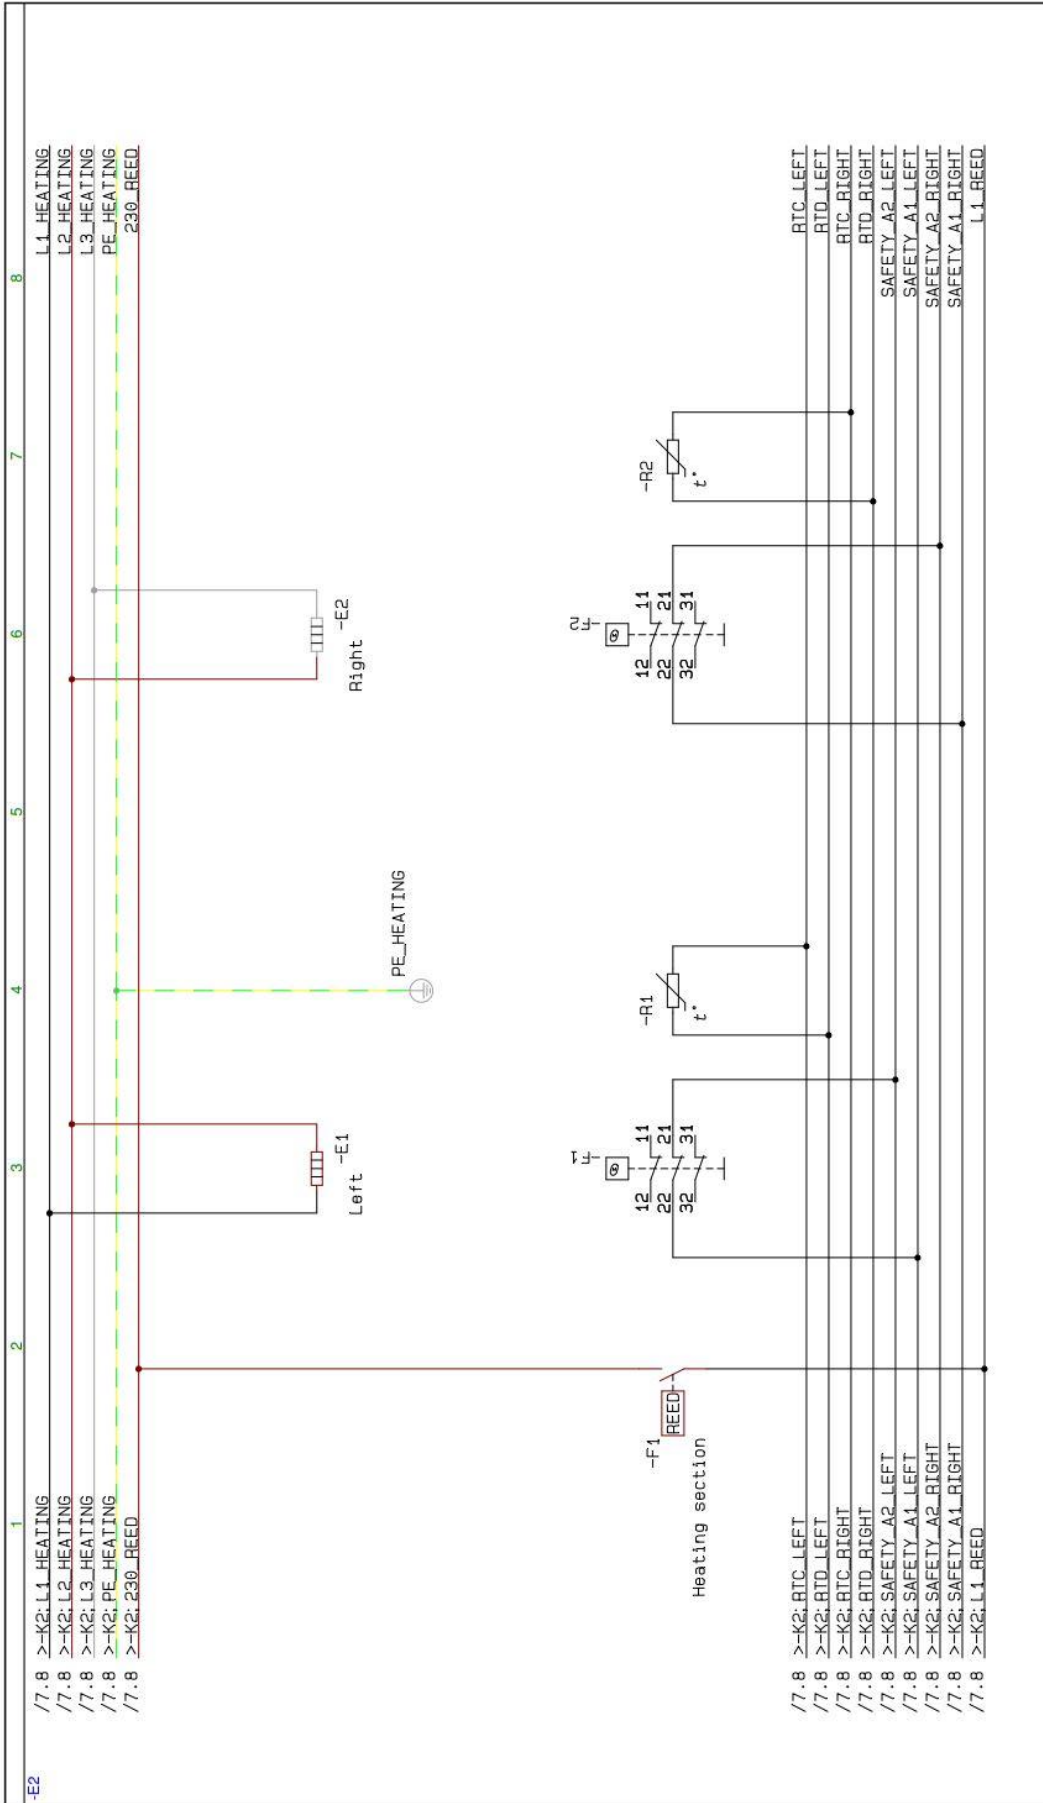 -E2
1 2 3 4 5 6 7 8
/7.8 >-K2:L1_HEATING L1_HEATING
/7.8 >-K2:L2_HEATING L2_HEATING
/7.8 >-K2:L3_HEATING L3_HEATING
/7.8 >-K2:PE_HEATING PE_HEATING
/7.8 >-K2:230_REED 230_REED
-E1
Left
-E2
Right
PE_HEATING
-F1
REED
Heating section
-F1
θ
12 11
22 21
32 31
-R1
t°
-F2
θ
12 11
22 21
32 31
-R2
t°
/7.8 >-K2:RTC_LEFT RTC_LEFT
/7.8 >-K2:RTD_LEFT RTD_LEFT
/7.8 >-K2:RTC_RIGHT RTC_RIGHT
/7.8 >-K2:RTD_RIGHT RTD_RIGHT
/7.8 >-K2:SAFETY_A2_LEFT SAFETY_A2_LEFT
/7.8 >-K2:SAFETY_A1_LEFT SAFETY_A1_LEFT
/7.8 >-K2:SAFETY_A2_RIGHT SAFETY_A2_RIGHT
/7.8 >-K2:SAFETY_A1_RIGHT SAFETY_A1_RIGHT
/7.8 >-K2:L1_REED L1_REED